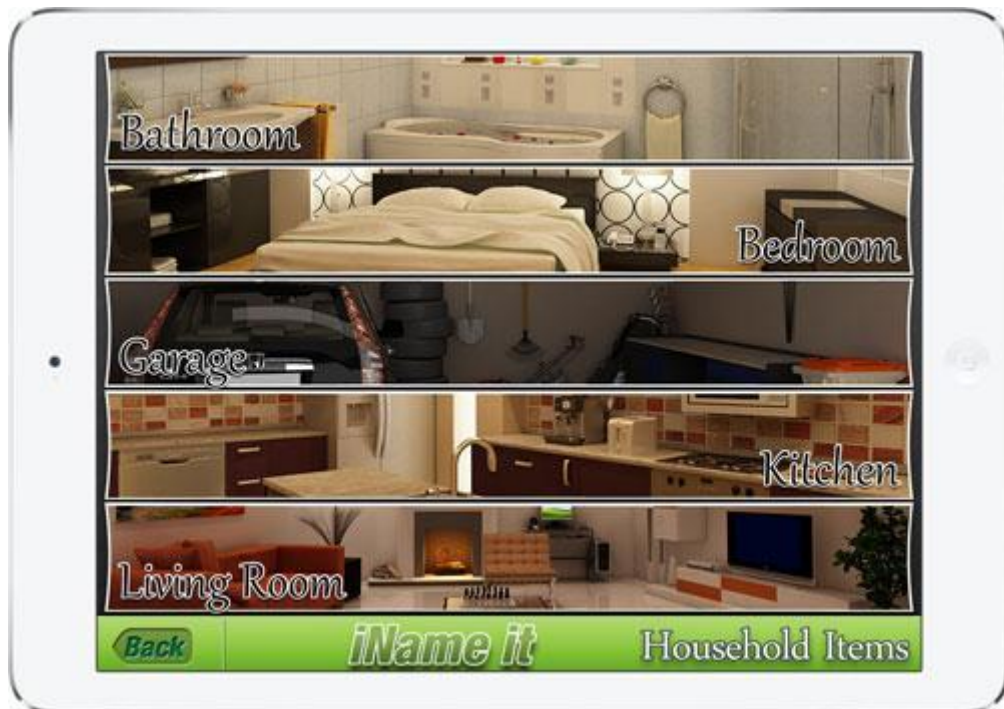 Bathroom
Bedroom
Garage
Kitchen
Living Room
Back iName it Household Items